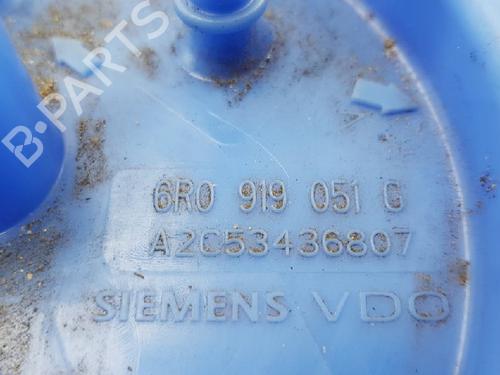 B-PARTS
6R0 919 051 G
A2C53436807
SIEMENS VDO